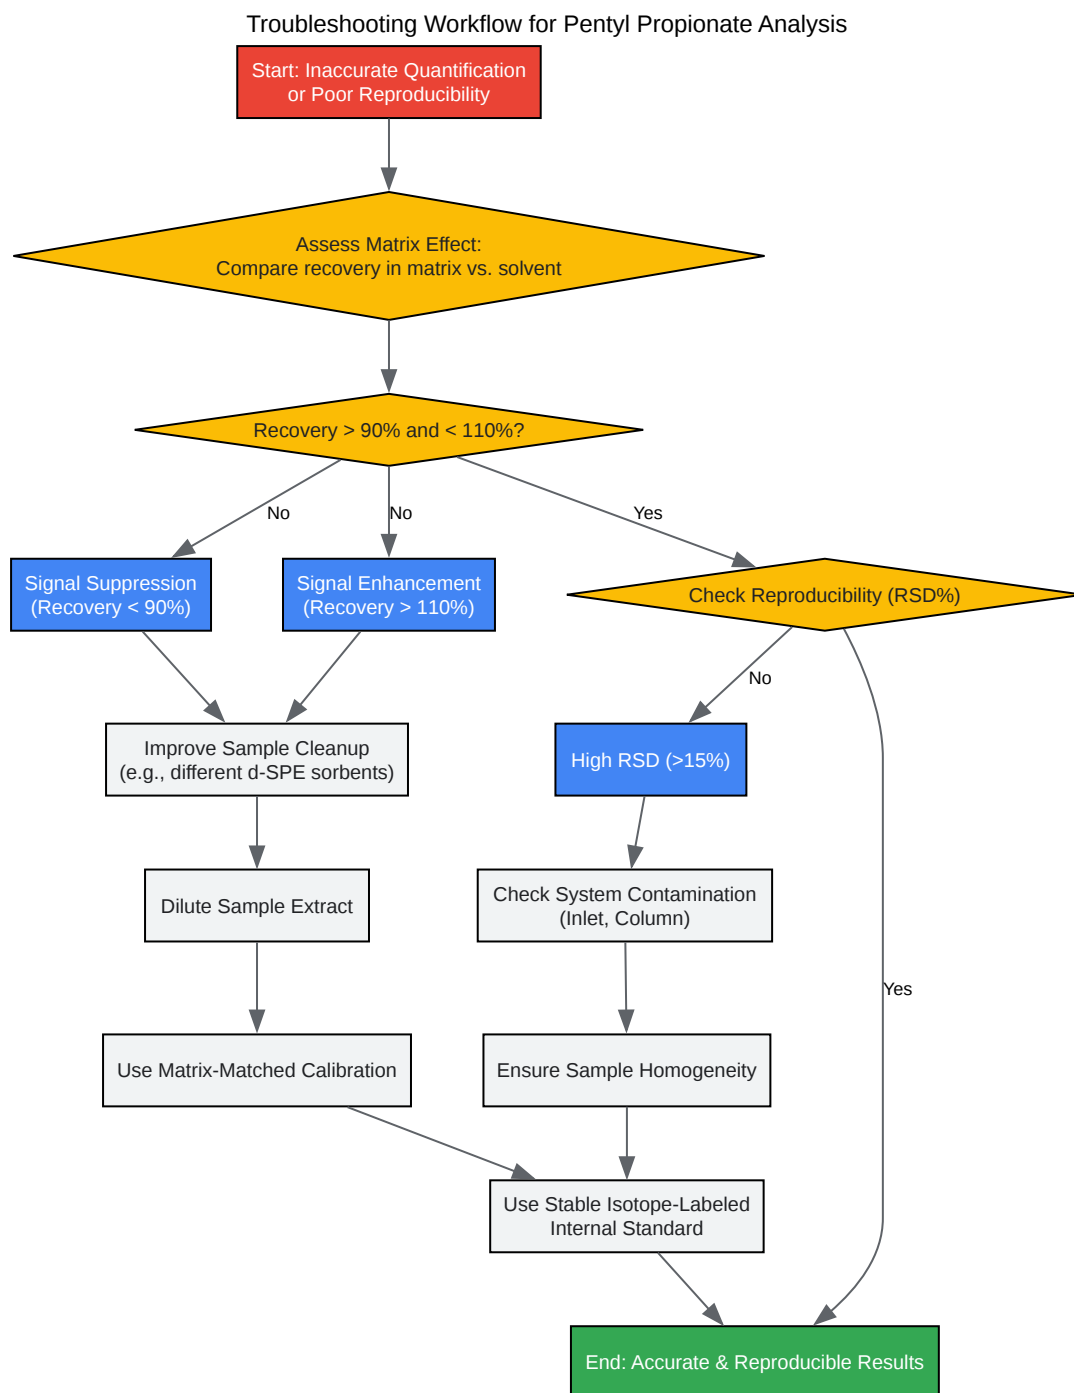 Troubleshooting Workflow for Pentyl Propionate Analysis
Start: Inaccurate Quantification
or Poor Reproducibility
Assess Matrix Effect:
Compare recovery in matrix vs. solvent
Recovery > 90% and < 110%?
No
No
Yes
Signal Suppression
(Recovery < 90%)
Signal Enhancement
(Recovery > 110%)
Check Reproducibility (RSD%)
No
Improve Sample Cleanup
(e.g., different d-SPE sorbents)
High RSD (>15%)
Dilute Sample Extract
Check System Contamination
(Inlet, Column)
Yes
Use Matrix-Matched Calibration
Ensure Sample Homogeneity
Use Stable Isotope-Labeled
Internal Standard
End: Accurate & Reproducible Results